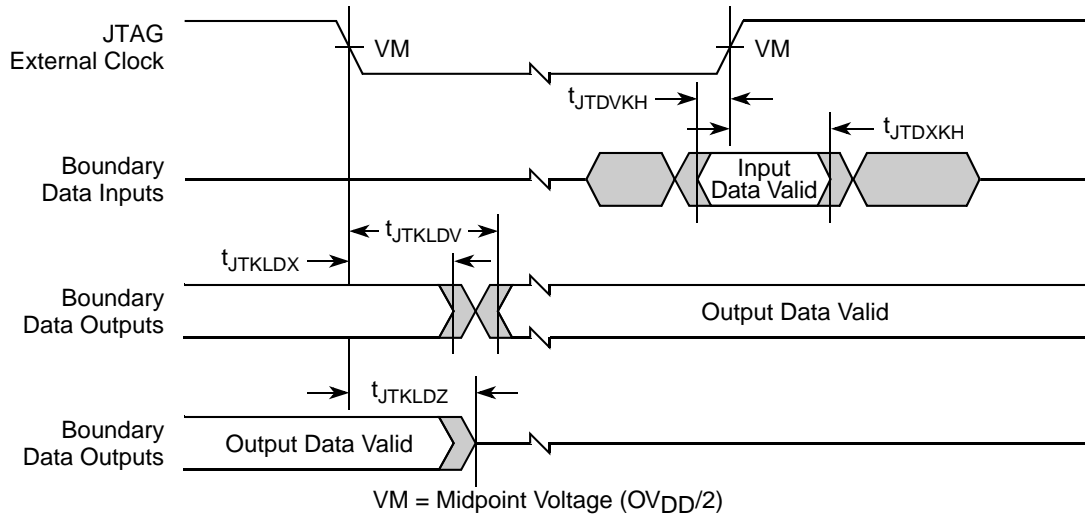 JTAG
External Clock
VM
VM
tJTDVKH
tJTDXKH
Boundary
Data Inputs
Input
Data Valid
tJTKLDV
tJTKLDX
Boundary
Data Outputs
Output Data Valid
tJTKLDZ
Boundary
Data Outputs
Output Data Valid
VM = Midpoint Voltage (OVDD/2)